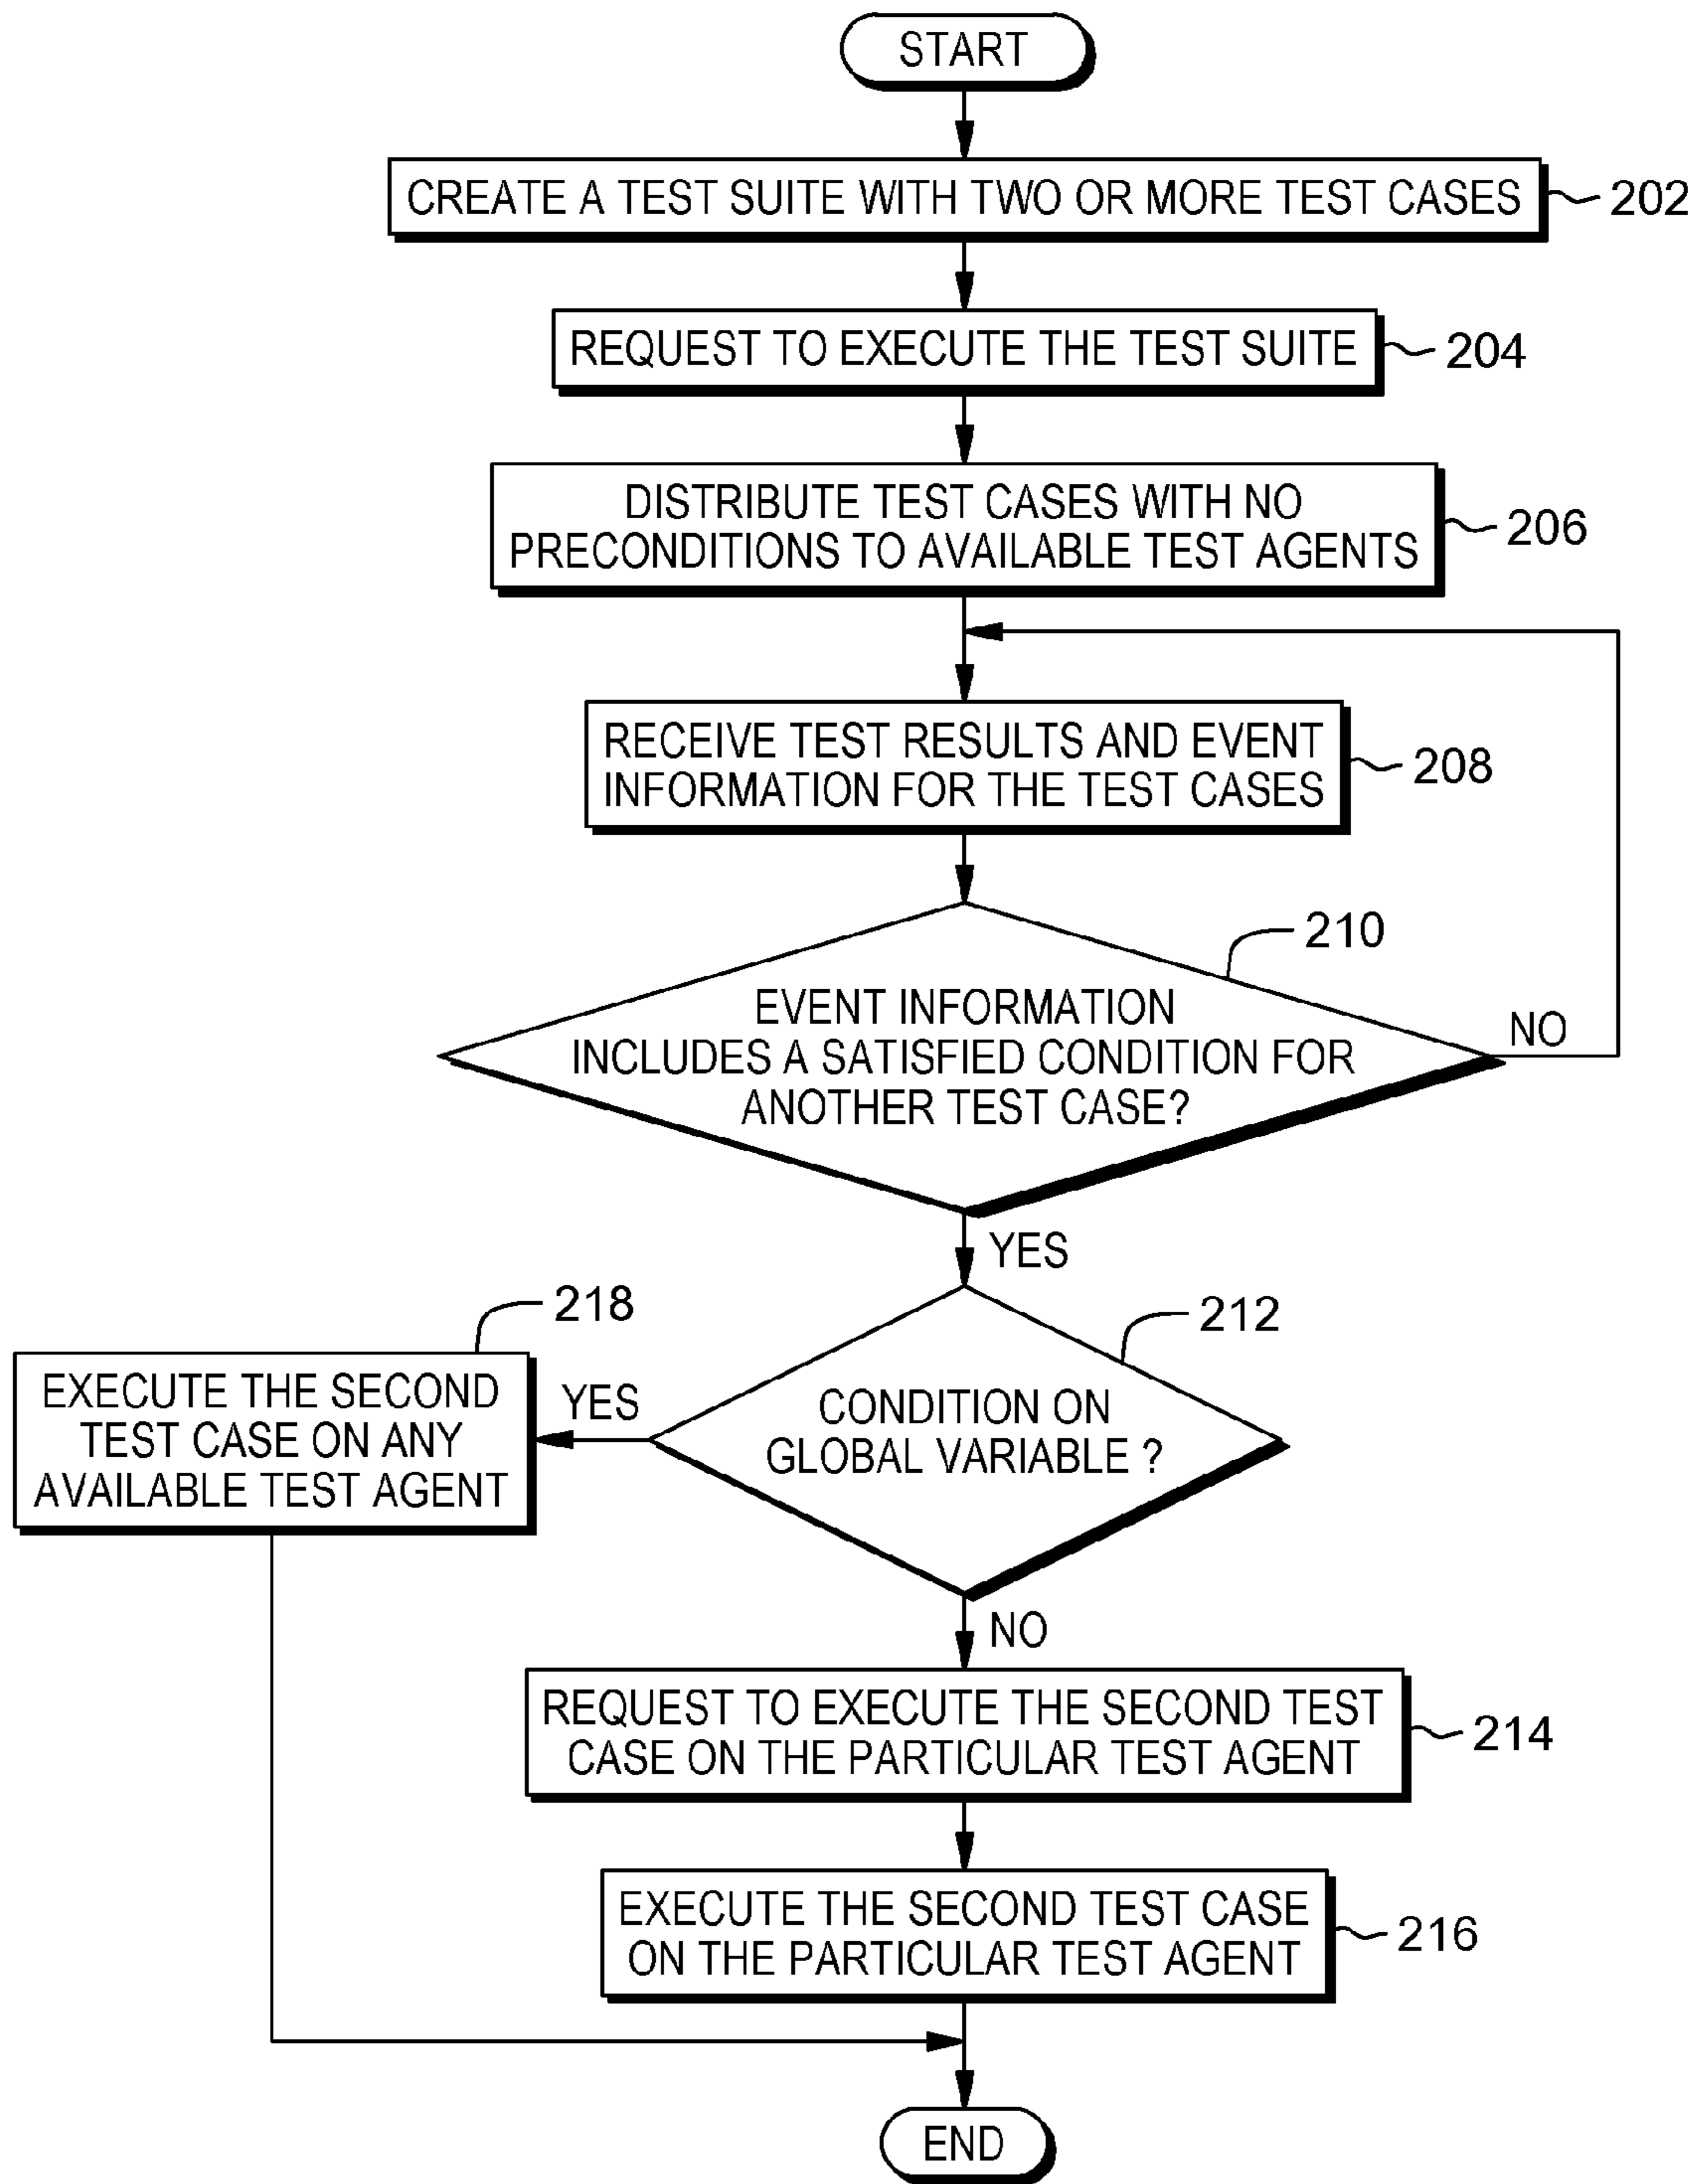 START
CREATE A TEST SUITE WITH TWO OR MORE TEST CASES
202
REQUEST TO EXECUTE THE TEST SUITE
204
DISTRIBUTE TEST CASES WITH NO
PRECONDITIONS TO AVAILABLE TEST AGENTS
206
RECEIVE TEST RESULTS AND EVENT
INFORMATION FOR THE TEST CASES
208
210
EVENT INFORMATION
INCLUDES A SATISFIED CONDITION FOR
ANOTHER TEST CASE?
NO
YES
218
212
EXECUTE THE SECOND
TEST CASE ON ANY
AVAILABLE TEST AGENT
YES
CONDITION ON
GLOBAL VARIABLE ?
NO
REQUEST TO EXECUTE THE SECOND TEST
CASE ON THE PARTICULAR TEST AGENT
214
EXECUTE THE SECOND TEST CASE
ON THE PARTICULAR TEST AGENT
216
END